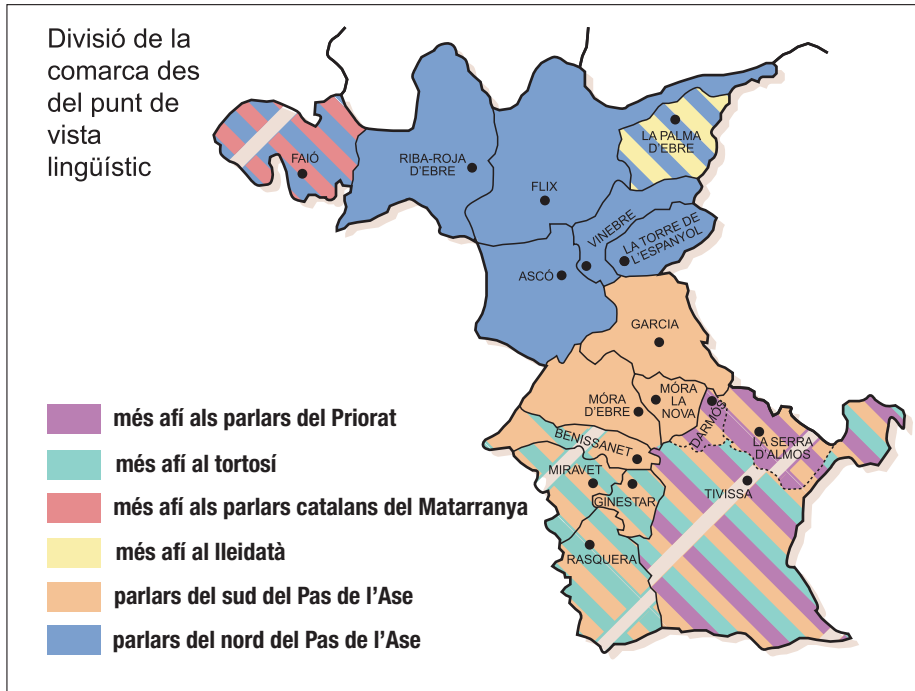 Divisió de la
comarca des
del punt de
vista
lingüístic
FAIÓ
RIBA-ROJA
D'EBRE
FLIX
LA PALMA
D'EBRE
VINEBRE
LA TORRE DE
L'ESPANYOL
ASCÓ
GARCIA
MÓRA
D'EBRE
MÓRA
LA
NOVA
DARMÓS
LA SERRA
D'ALMOS
BENISSANET
MIRAVET
GINESTAR
TIVISSA
RASQUERA
més afí als parlars del Priorat
més afí al tortosí
més afí als parlars catalans del Matarranya
més afí al lleidatà
parlars del sud del Pas de l'Ase
parlars del nord del Pas de l'Ase